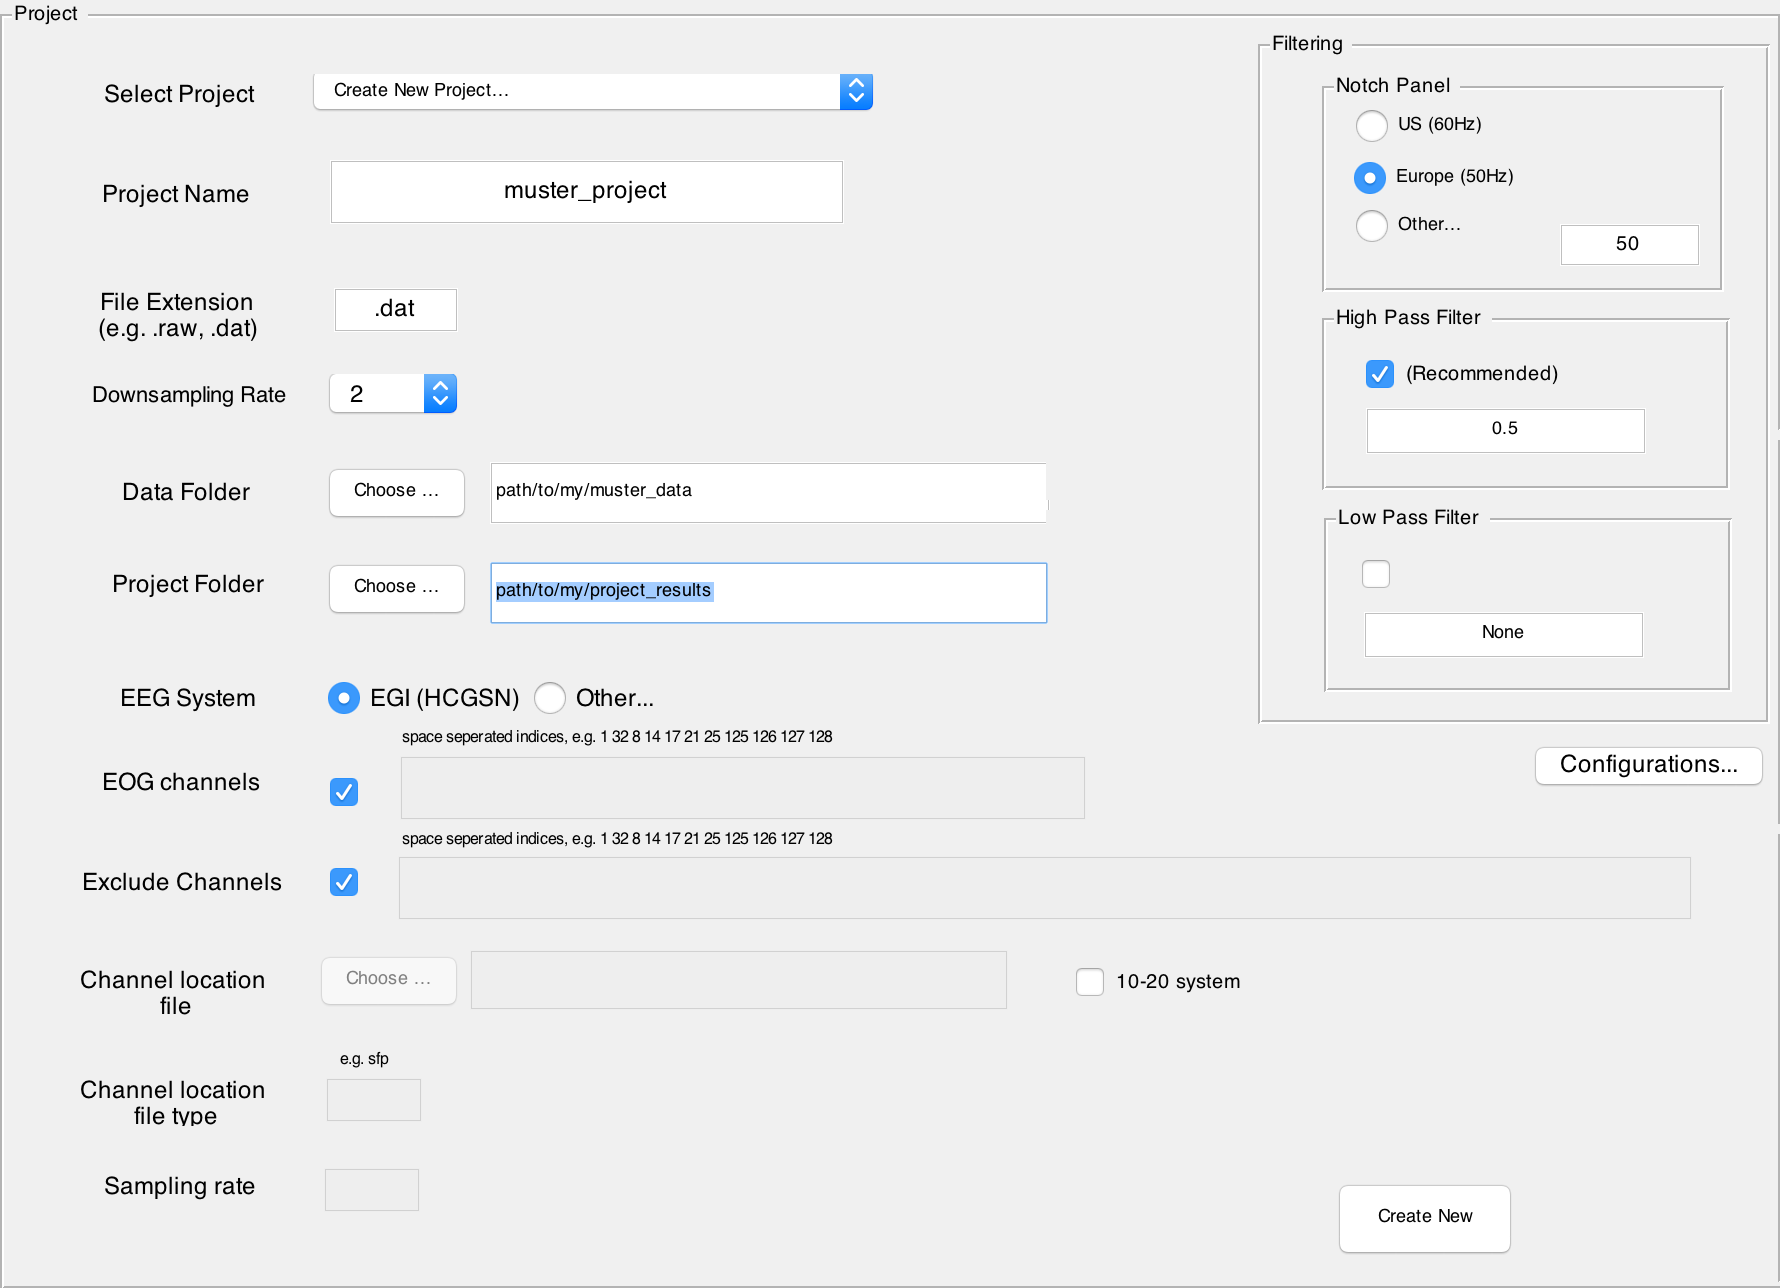 Project
Select Project
Create New Project...
Project Name
muster_project
File Extension
(e.g. .raw, .dat)
.dat
Downsampling Rate
2
Data Folder
Choose ...
path/to/my/muster_data
Project Folder
Choose ...
path/to/my/project_results
EEG System
EGI (HCGSN)
Other...
space seperated indices, e.g. 1 32 8 14 17 21 25 125 126 127 128
EOG channels
space seperated indices, e.g. 1 32 8 14 17 21 25 125 126 127 128
Exclude Channels
Channel location
file
Choose ...
10-20 system
e.g. sfp
Channel location
file type
Sampling rate
Filtering
Notch Panel
US (60Hz)
Europe (50Hz)
Other...
50
High Pass Filter
(Recommended)
0.5
Low Pass Filter
None
Configurations...
Create New